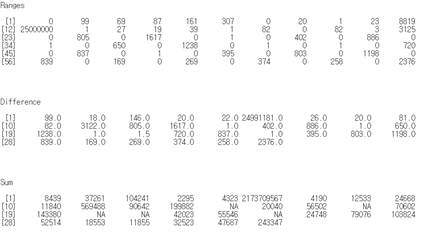 Ranges
[1] 0 99 69 87 161 307 0 20 1 23 8819
[12] 25000000 1 27 19 39 1 82 0 82 3 3125
[23] 0 805 0 1617 0 1 0 402 0 886 0
[34] 1 0 650 0 1238 0 1 0 1 0 720
[45] 0 837 0 1 0 395 0 803 0 1198 0
[56] 839 0 169 0 269 0 374 0 258 0 2376
Difference
[1] 99.0 18.0 146.0 20.0 22.0 24991181.0 26.0 20.0 81.0
[10] 82.0 3122.0 805.0 1617.0 1.0 402.0 886.0 1.0 650.0
[19] 1238.0 1.0 1.5 720.0 837.0 1.0 395.0 803.0 1198.0
[28] 839.0 169.0 269.0 374.0 258.0 2376.0
Sum
[1] 8439 37261 104241 2295 4323 2173709567 4190 12533 24668
[10] 11840 569488 90642 199882 NA 20040 56502 NA 70602
[19] 143380 NA NA 42023 55546 NA 24748 79076 103824
[28] 52514 18553 11855 32523 47687 243347